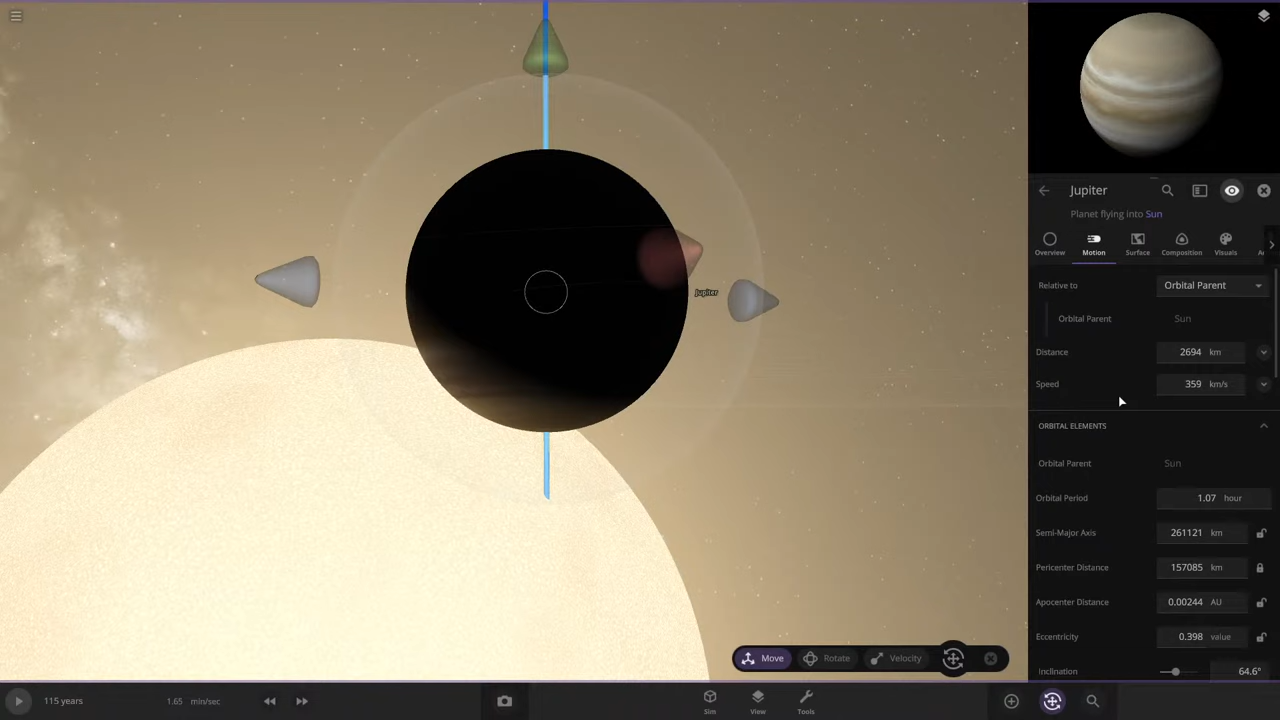 Jupiter
Planet flying into Sun
Overview
Motion
Surface
Composition
Visuals
Relative to
Orbital Parent
Orbital Parent
Sun
Jupiter
Distance
2694 km
Speed
359 km/s
ORBITAL ELEMENTS
Orbital Parent
Sun
Orbital Period
1.07 hour
Semi-Major Axis
261121 km
Pericenter Distance
157085 km
Apocenter Distance
0.00244 AU
Eccentricity
0.398 value
Inclination
64.6°
Move
Rotate
Velocity
115 years
1.65 min/sec
Sim
View
Tools